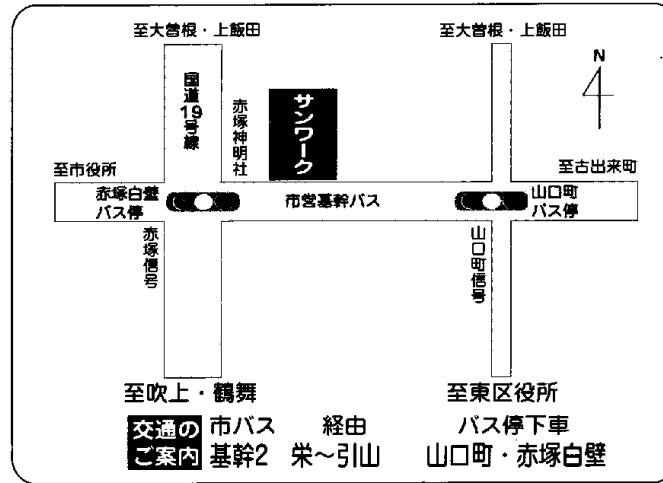 至大曽根・上飯田
至大曽根・上飯田
N
国道19号線
赤塚神明社
サンワーク
至市役所
至古出来町
赤塚白壁
バス停
市営基幹バス
山口町
バス停
赤塚信号
山口町信号
至吹上・鶴舞
至東区役所
交通の
ご案内
市バス 経由 バス停下車
基幹2 栄～引山 山口町・赤塚白壁